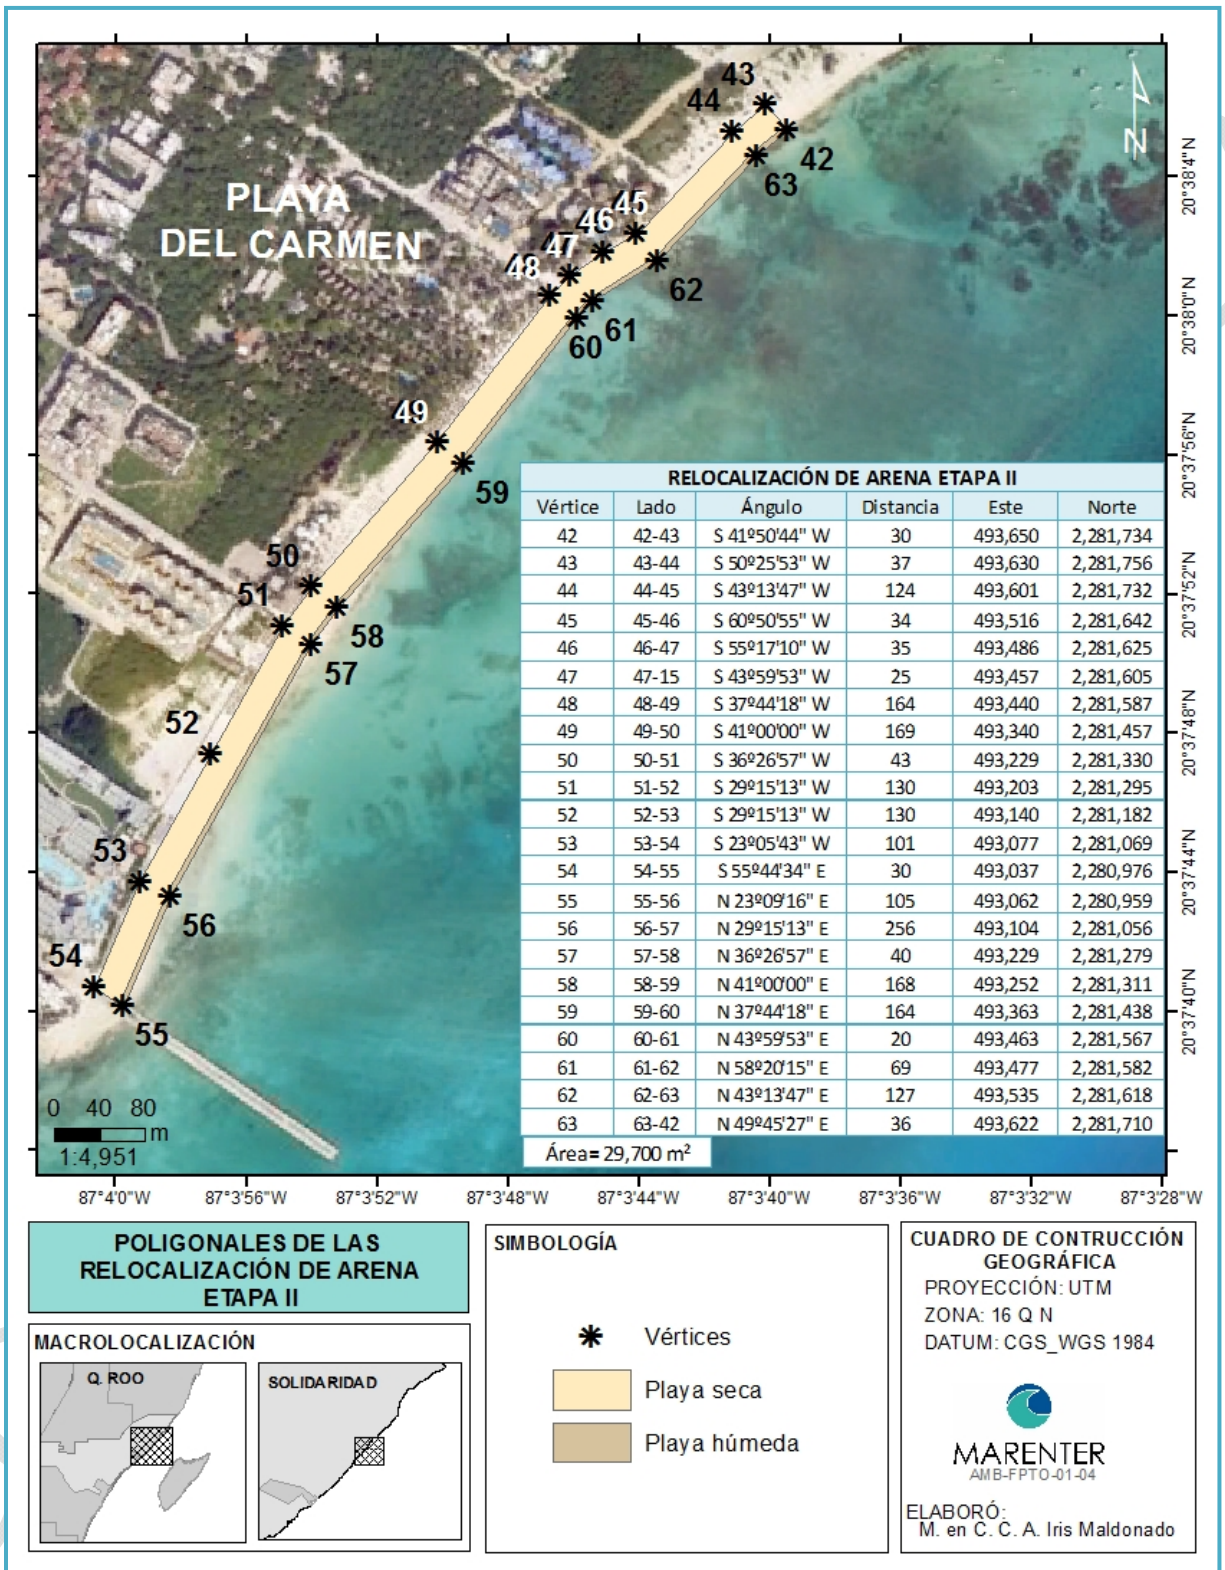 43
44
42
63
45
46
47
48
62
61
60
PLAYA
DEL CARMEN
49
59
50
51
58
57
52
53
56
54
55
N
20°38'4"N
20°38'0"N
20°37'56"N
20°37'52"N
20°37'48"N
20°37'44"N
20°37'40"N
RELOCALIZACIÓN DE ARENA ETAPA II
Vértice Lado Ángulo Distancia Este Norte
42 42-43 S 41º50'44" W 30 493,650 2,281,734
43 43-44 S 50º25'53" W 37 493,630 2,281,756
44 44-45 S 43º13'47" W 124 493,601 2,281,732
45 45-46 S 60º50'55" W 34 493,516 2,281,642
46 46-47 S 55º17'10" W 35 493,486 2,281,625
47 47-15 S 43º59'53" W 25 493,457 2,281,605
48 48-49 S 37º44'18" W 164 493,440 2,281,587
49 49-50 S 41º00'00" W 169 493,340 2,281,457
50 50-51 S 36º26'57" W 43 493,229 2,281,330
51 51-52 S 29º15'13" W 130 493,203 2,281,295
52 52-53 S 29º15'13" W 130 493,140 2,281,182
53 53-54 S 23º05'43" W 101 493,077 2,281,069
54 54-55 S 55º44'34" E 30 493,037 2,280,976
55 55-56 N 23º09'16" E 105 493,062 2,280,959
56 56-57 N 29º15'13" E 256 493,104 2,281,056
57 57-58 N 36º26'57" E 40 493,229 2,281,279
58 58-59 N 41º00'00" E 168 493,252 2,281,311
59 59-60 N 37º44'18" E 164 493,363 2,281,438
60 60-61 N 43º59'53" E 20 493,463 2,281,567
61 61-62 N 58º20'15" E 69 493,477 2,281,582
62 62-63 N 43º13'47" E 127 493,535 2,281,618
63 63-42 N 49º45'27" E 36 493,622 2,281,710
Área= 29,700 m²
0 40 80
m
1:4,951
87°4'0"W 87°3'56"W 87°3'52"W 87°3'48"W 87°3'44"W 87°3'40"W 87°3'36"W 87°3'32"W 87°3'28"W
POLIGONALES DE LAS
RELOCALIZACIÓN DE ARENA
ETAPA II
MACROLOCALIZACIÓN
Q. ROO
SOLIDARIDAD
SIMBOLOGÍA
Vértices
Playa seca
Playa húmeda
CUADRO DE CONTRUCCIÓN
GEOGRÁFICA
PROYECCIÓN: UTM
ZONA: 16 Q N
DATUM: CGS_WGS 1984
MARENTER
AMB-FPTO-01-04
ELABORÓ:
M. en C. C. A. Iris Maldonado